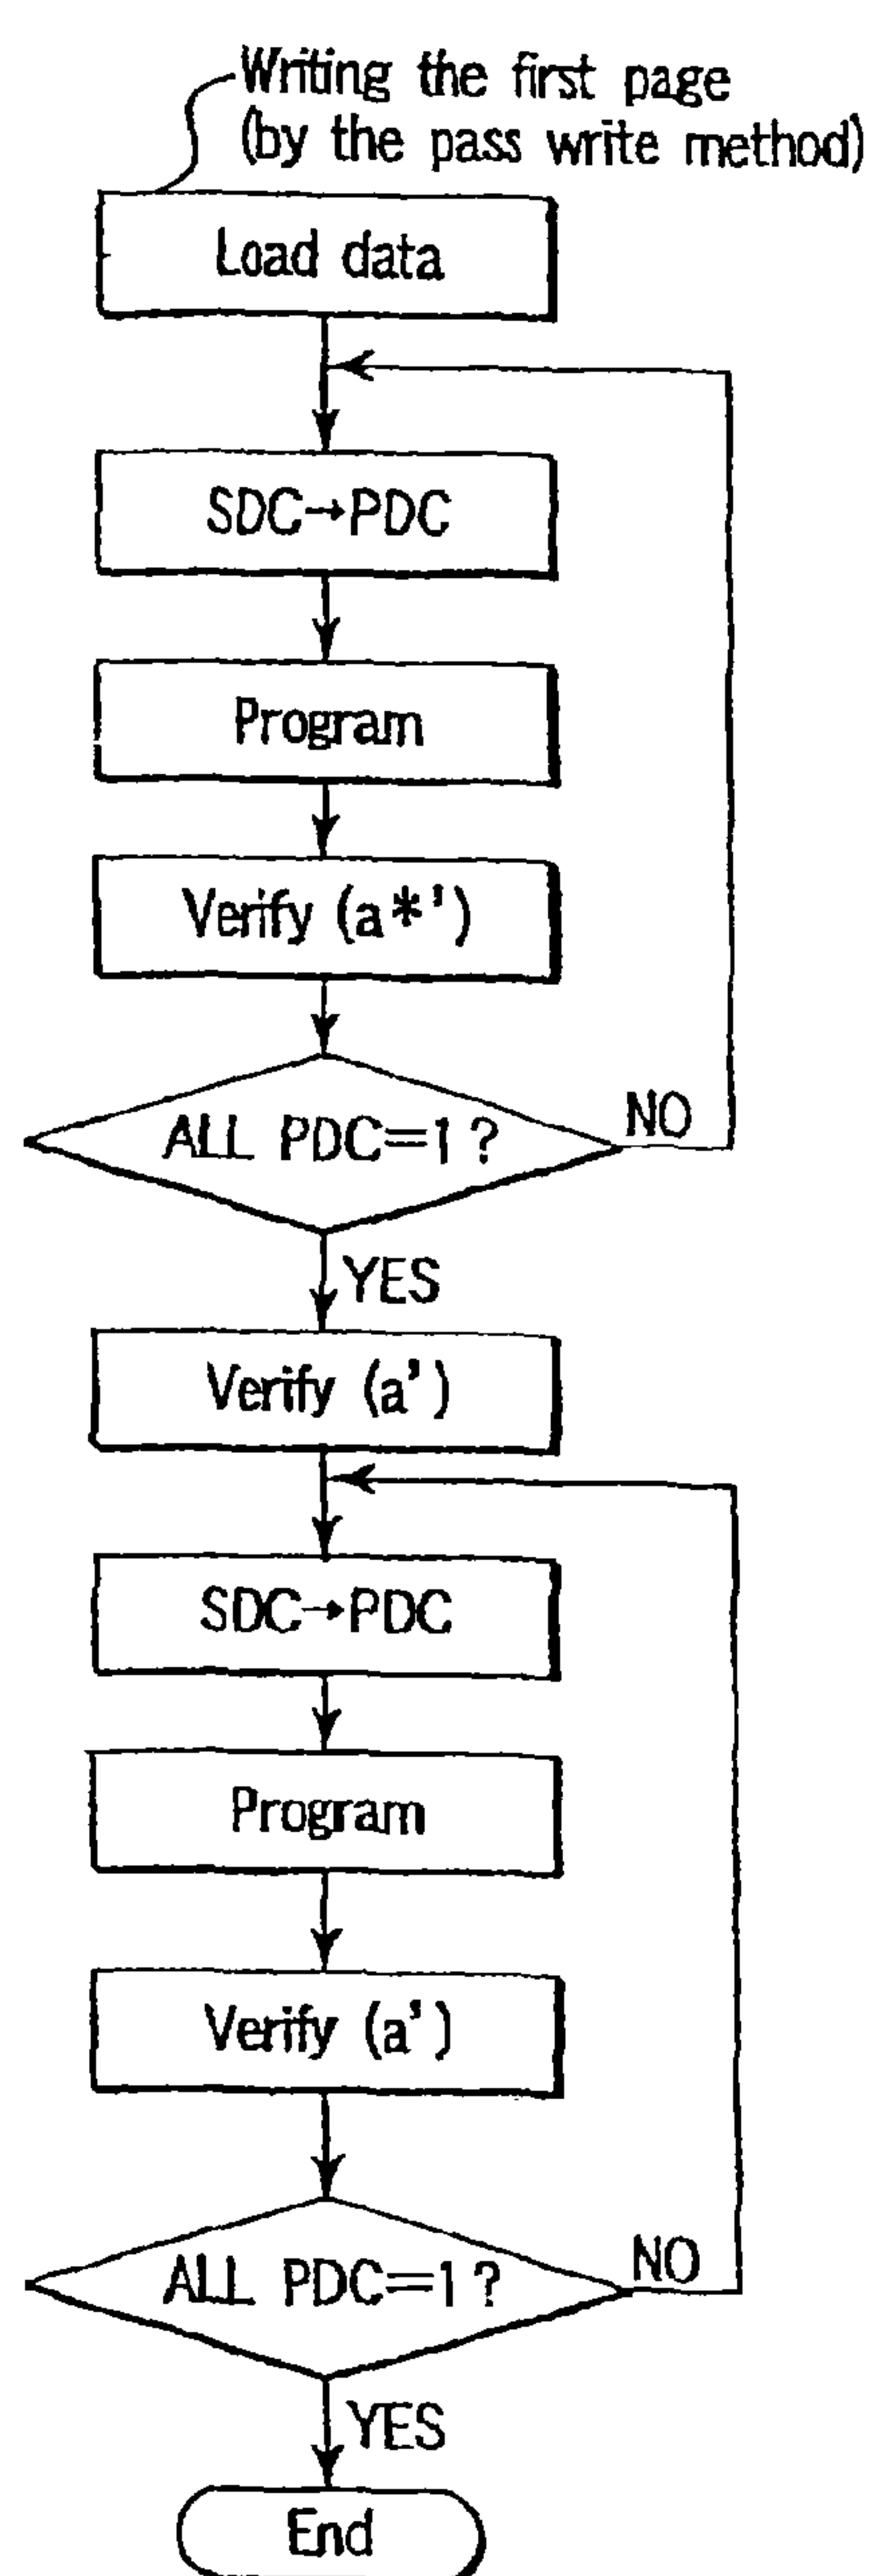 Writing the first page
(by the pass write method)
Load data
SDC→PDC
Program
Verify (a*')
ALL PDC=1?
NO
YES
Verify (a')
SDC→PDC
Program
Verify (a')
ALL PDC=1?
NO
YES
End